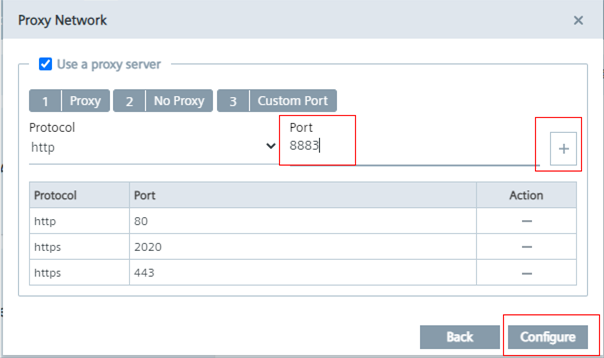 Proxy Network
Use a proxy server
1 Proxy 2 No Proxy 3 Custom Port
Protocol Port
http 8883
Protocol Port Action
http 80
https 2020
https 443
Back Configure